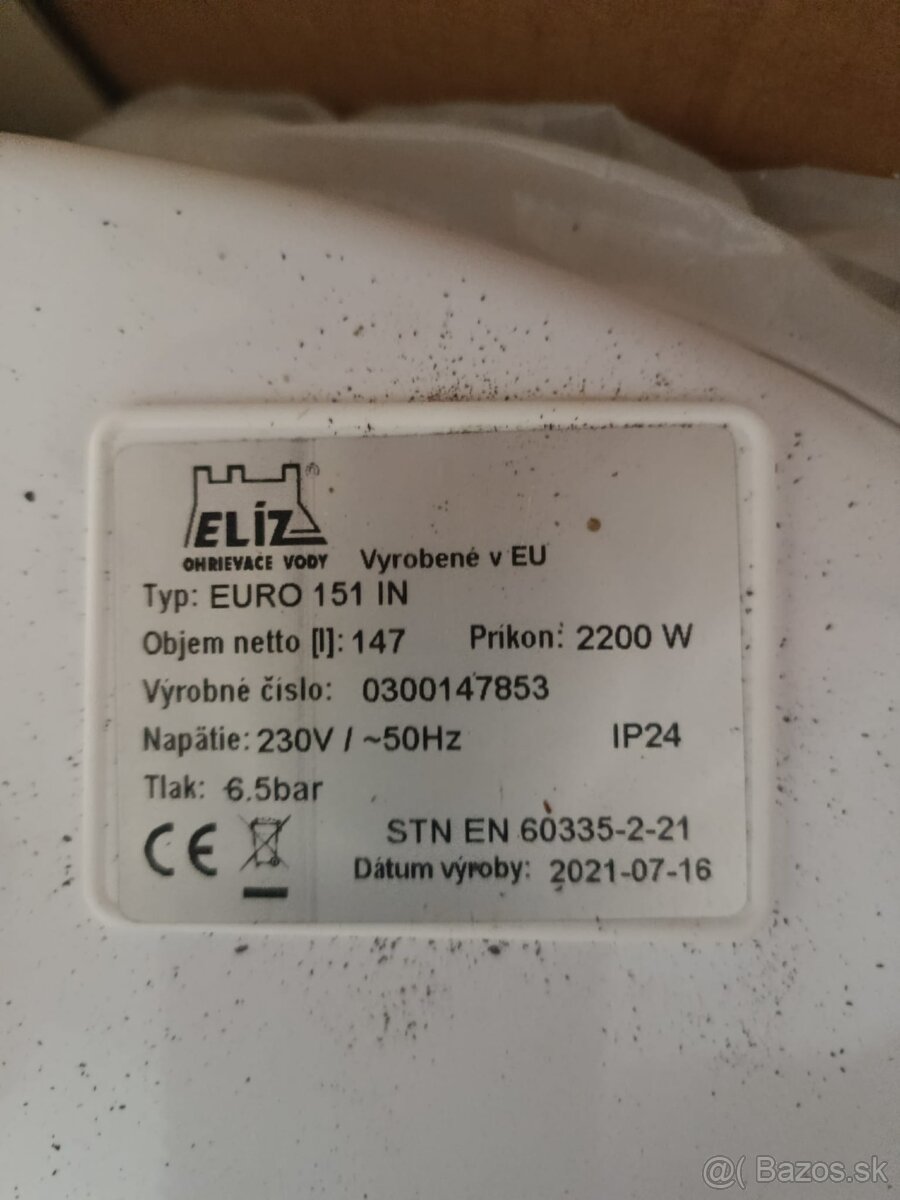 ELÍZ®
OHRIEVAČE VODY Vyrobené v EU
Typ: EURO 151 IN
Objem netto [l]: 147 Príkon: 2200 W
Výrobné číslo: 0300147853
Napätie: 230V / ~50Hz IP24
Tlak: 6.5bar
CE STN EN 60335-2-21
Dátum výroby: 2021-07-16
@( Bazos.sk